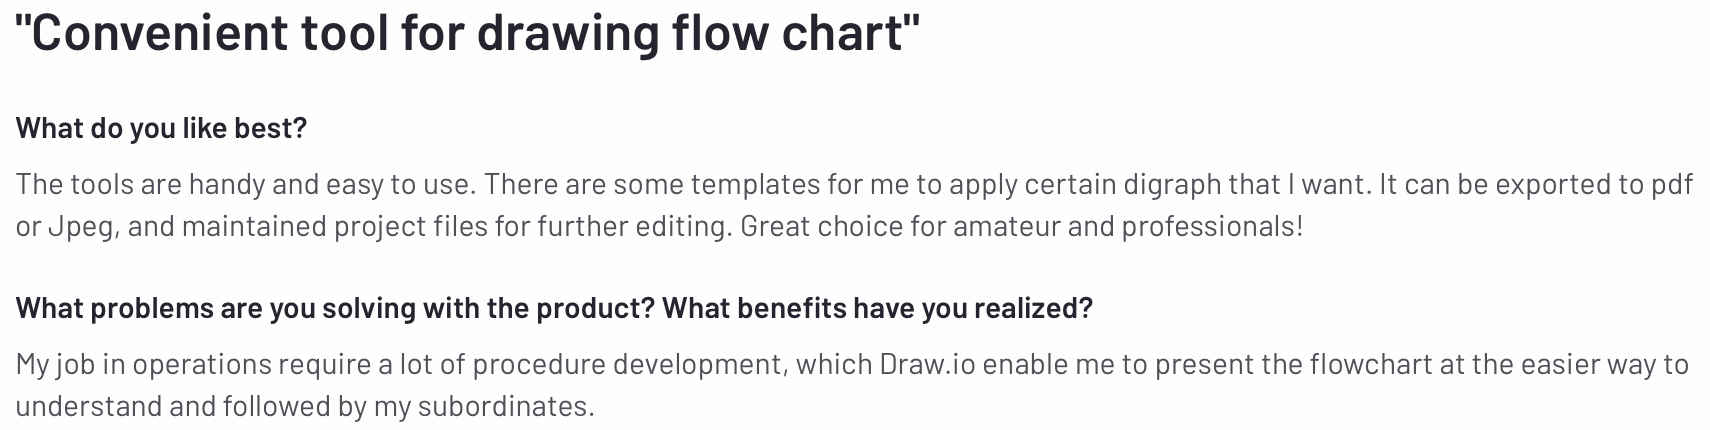 "Convenient tool for drawing flow chart"
What do you like best?
The tools are handy and easy to use. There are some templates for me to apply certain digraph that I want. It can be exported to pdf
or Jpeg, and maintained project files for further editing. Great choice for amateur and professionals!
What problems are you solving with the product? What benefits have you realized?
My job in operations require a lot of procedure development, which Draw.io enable me to present the flowchart at the easier way to
understand and followed by my subordinates.